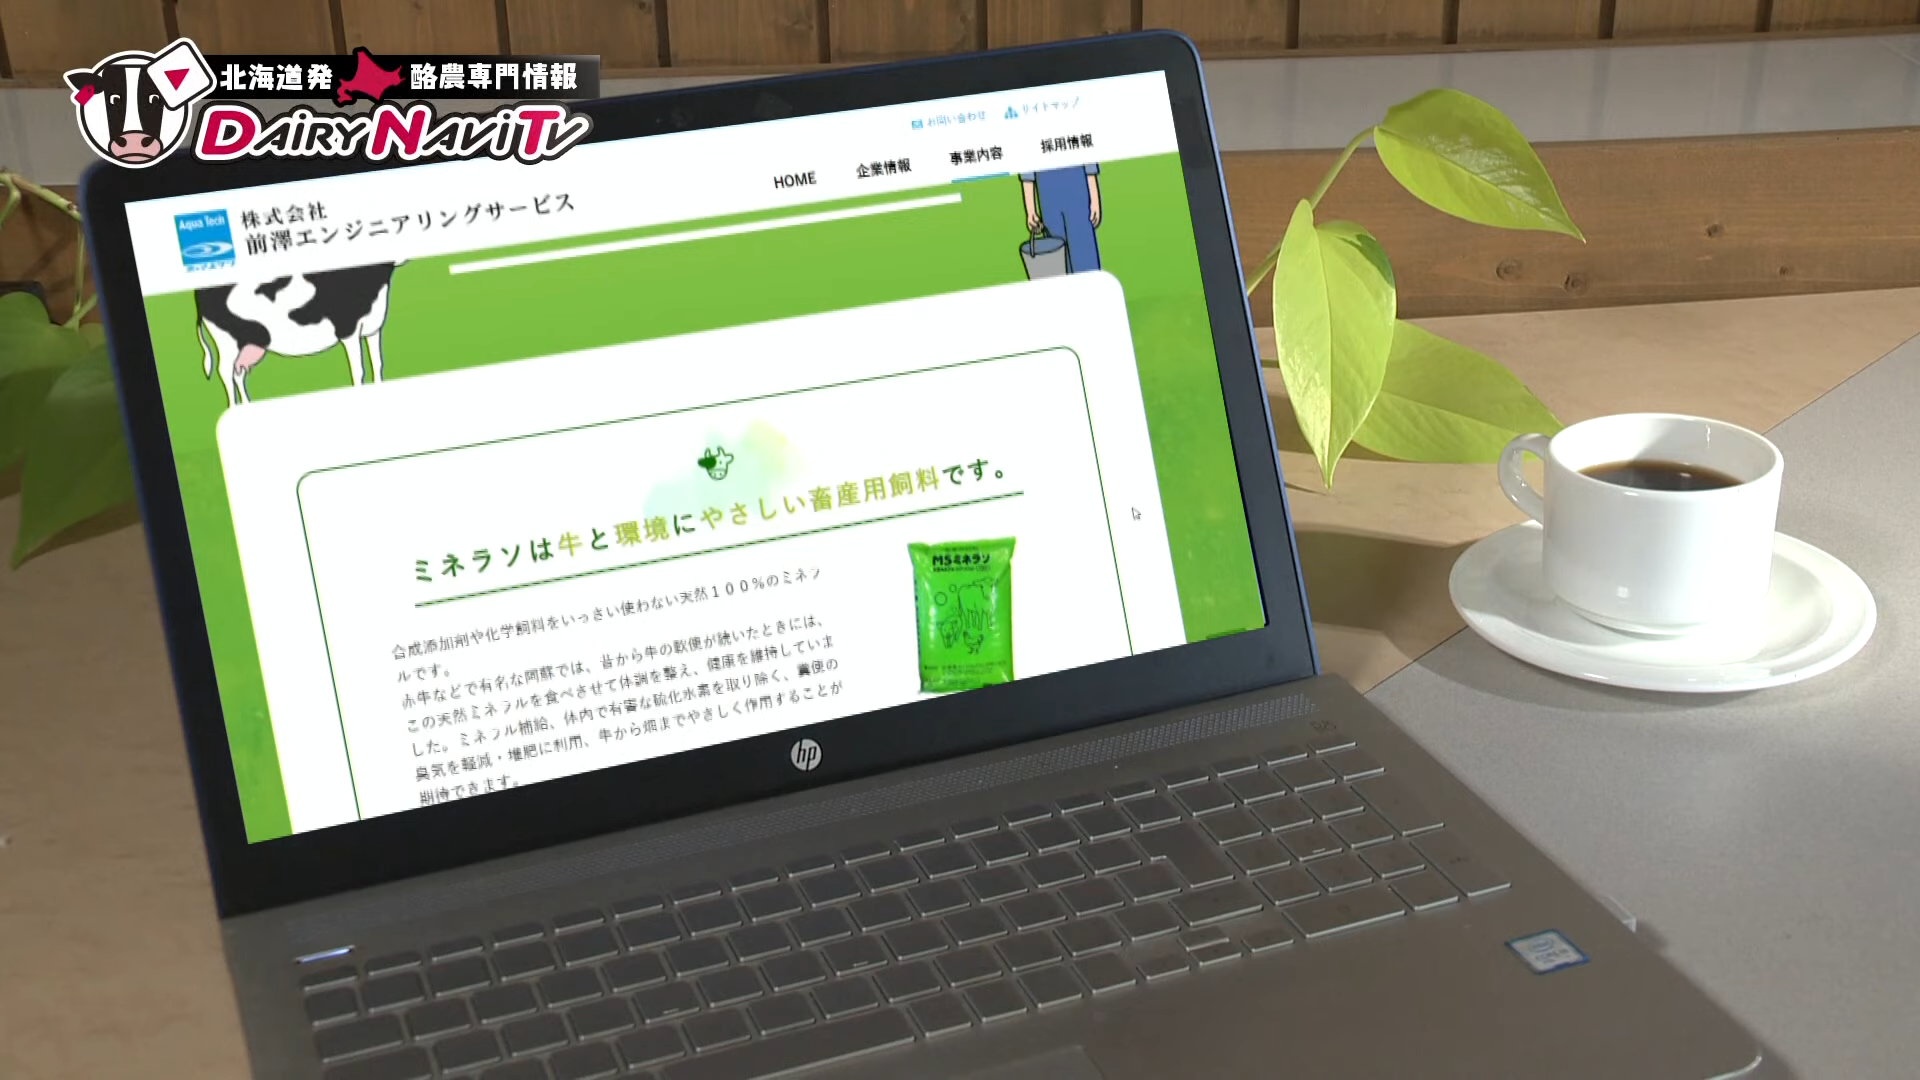 北海道発 酪農専門情報
DAIRY NAVI TV
お問い合わせ サイトマップ
HOME 企業情報 事業内容 採用情報
Aqua Tech
株式会社
前澤エンジニアリングサービス
ミネラソは牛と環境にやさしい畜産用飼料です。
合成添加剤や化学飼料をいっさい使わない天然100%のミネラ
ルです。
赤牛などで有名な阿蘇では、昔から牛の軟便が続いたときには、
この天然ミネラルを食べさせて体調を整え、健康を維持していま
した。ミネラル補給、体内で有害な硫化水素を取り除く、糞便の
臭気を軽減・堆肥に利用、牛から畑までやさしく作用することが
期待できます。
MSミネラソ
hp